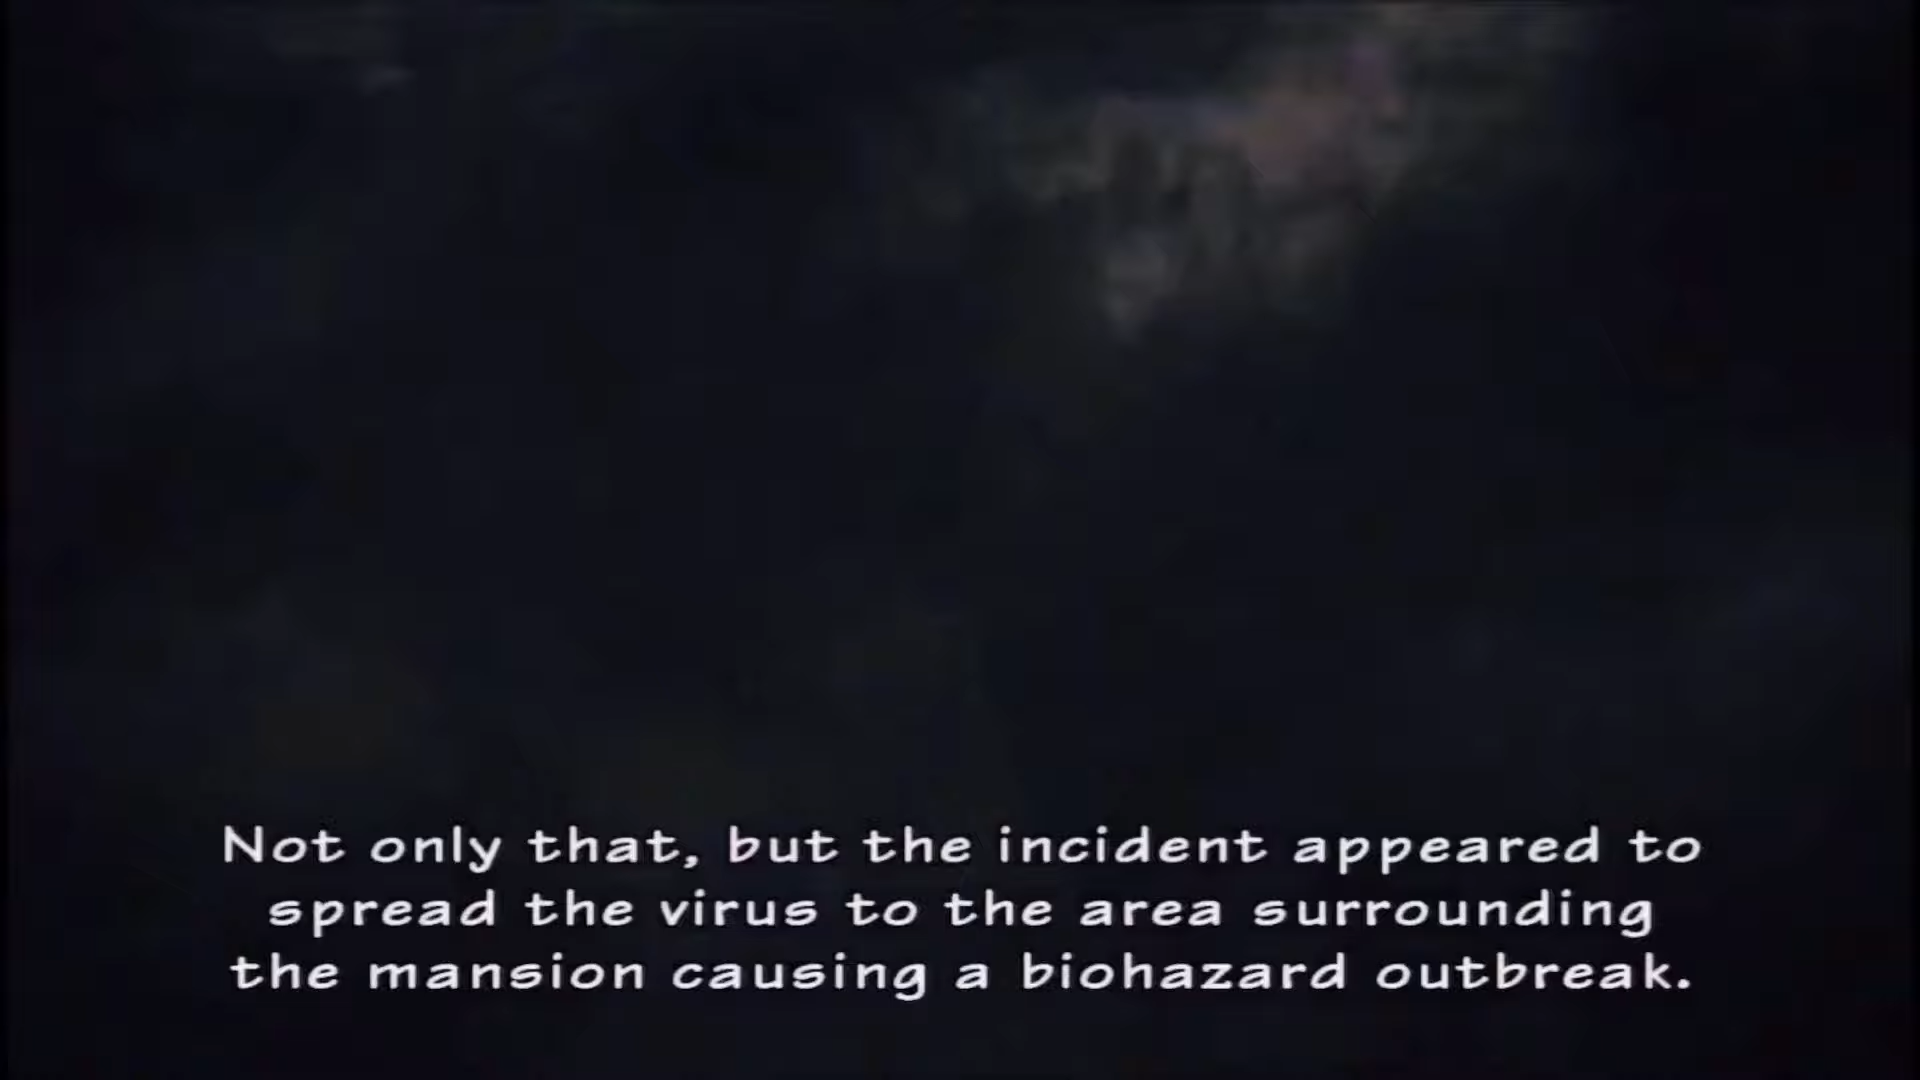 Not only that, but the incident appeared to
spread the virus to the area surrounding
the mansion causing a biohazard outbreak.